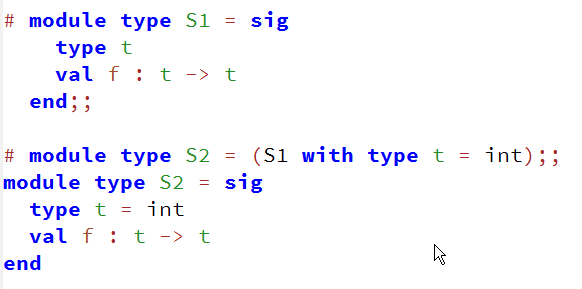 # module type S1 = sig
    type t
    val f : t -> t
  end;;

# module type S2 = (S1 with type t = int);;
module type S2 = sig
  type t = int
  val f : t -> t
end